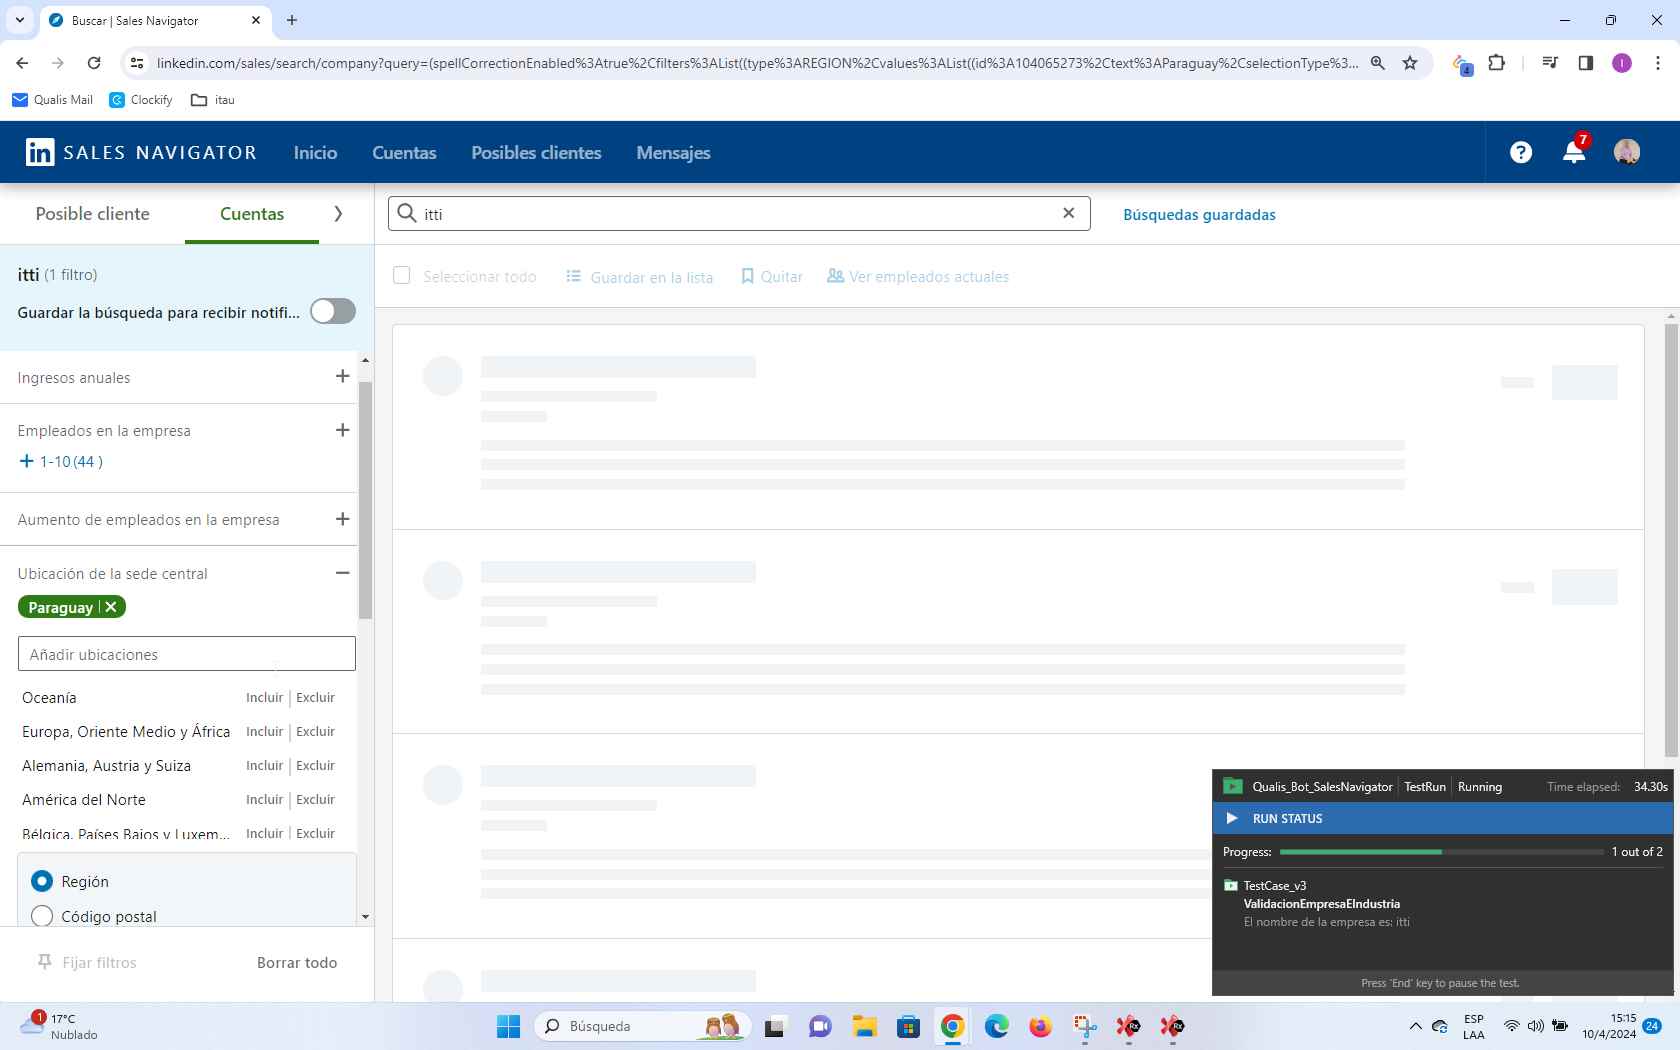 Buscar | Sales Navigator
linkedin.com/sales/search/company?query=(spellCorrectionEnabled%3Atrue%2Cfilters%3AList((type%3AREGION%2Cvalues%3AList((id%3A104065273%2Ctext%3AParaguay%2CselectionType%3...
4
I
Qualis Mail
Clockify
itau
in SALES NAVIGATOR
Inicio
Cuentas
Posibles clientes
Mensajes
7
Posible cliente
Cuentas
itti
Búsquedas guardadas
itti (1 filtro)
Guardar la búsqueda para recibir notifi...
Seleccionar todo
Guardar en la lista
Quitar
Ver empleados actuales
Ingresos anuales
Empleados en la empresa
1-10 (44 )
Aumento de empleados en la empresa
Ubicación de la sede central
Paraguay
Añadir ubicaciones
Oceanía Incluir Excluir
Europa, Oriente Medio y África Incluir Excluir
Alemania, Austria y Suiza Incluir Excluir
América del Norte Incluir Excluir
Bélgica, Países Bajos y Luxem... Incluir Excluir
Región
Código postal
Fijar filtros
Borrar todo
Qualis_Bot_SalesNavigator TestRun Running Time elapsed: 34.30s
RUN STATUS
Progress: 1 out of 2
TestCase_v3
ValidacionEmpresaEIndustria
El nombre de la empresa es: itti
Press 'End' key to pause the test.
1
17°C
Nublado
Búsqueda
Rx
Rx
ESP
LAA
15:15
10/4/2024
24